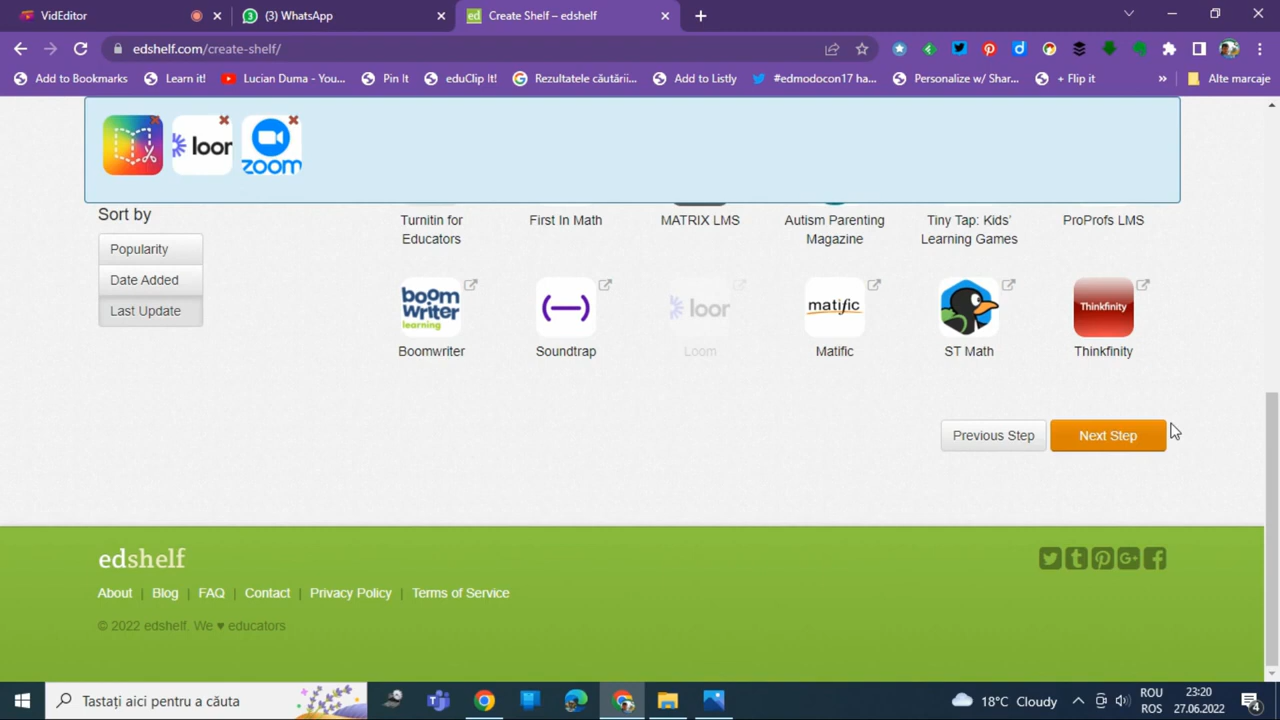 VidEditor
(3) WhatsApp
Create Shelf – edshelf
edshelf.com/create-shelf/
Add to Bookmarks
Learn it!
Lucian Duma - You...
Pin It
eduClip It!
Rezultatele căutării...
Add to Listly
#edmodocon17 ha...
Personalize w/ Shar...
+ Flip it
»
Alte marcaje
loor
zoom
Sort by
Popularity
Date Added
Last Update
Turnitin for
Educators
First In Math
MATRIX LMS
Autism Parenting
Magazine
Tiny Tap: Kids'
Learning Games
ProProfs LMS
boom
writer
learning
loor
matific
Thinkfinity
Boomwriter
Soundtrap
Loom
Matific
ST Math
Thinkfinity
Previous Step
Next Step
edshelf
About | Blog | FAQ | Contact | Privacy Policy | Terms of Service
© 2022 edshelf. We ♥ educators
Tastați aici pentru a căuta
18°C Cloudy
ROU
ROS
23:20
27.06.2022
4